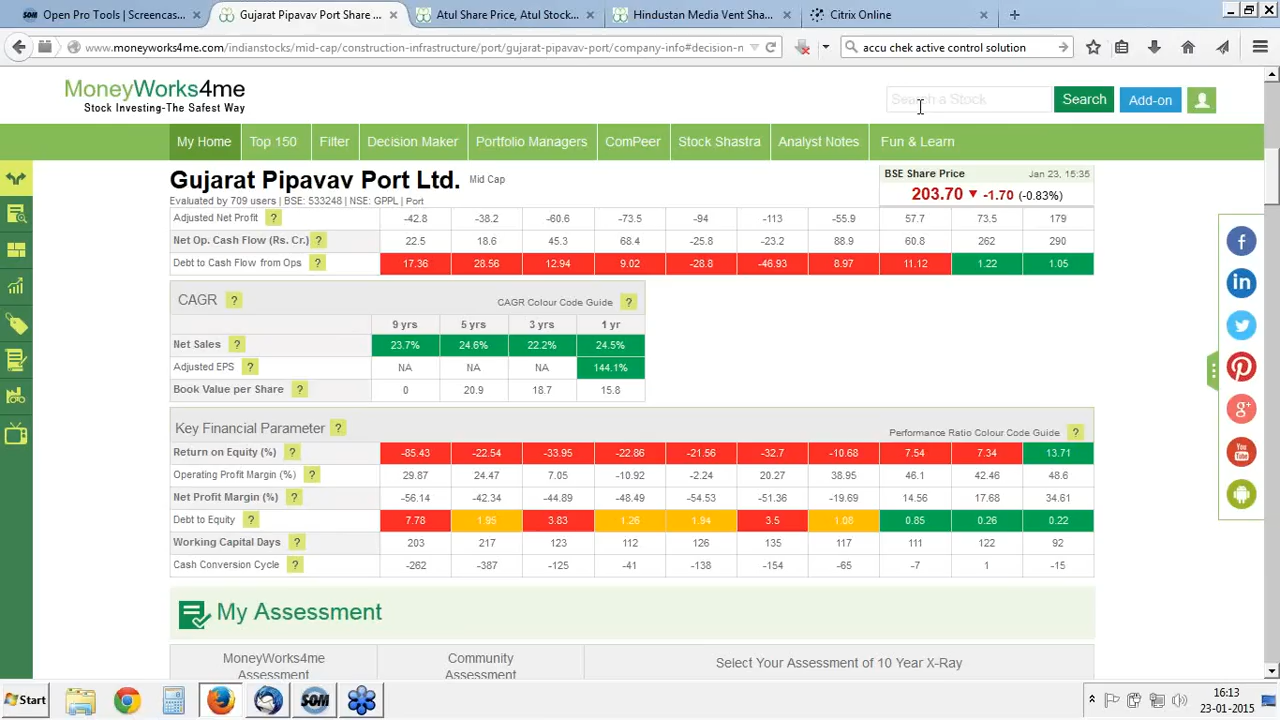 Open Pro Tools | Screencas...
Gujarat Pipavav Port Share ...
Atul Share Price, Atul Stock...
Hindustan Media Vent Sha...
Citrix Online
www.moneyworks4me.com/indianstocks/mid-cap/construction-infrastructure/port/gujarat-pipavav-port/company-info#decision-n
accu chek active control solution
MoneyWorks4me
Stock Investing-The Safest Way
Search a Stock
Search
Add-on
My Home
Top 150
Filter
Decision Maker
Portfolio Managers
ComPeer
Stock Shastra
Analyst Notes
Fun & Learn
Gujarat Pipavav Port Ltd. Mid Cap
Evaluated by 709 users | BSE: 533248 | NSE: GPPL | Port
BSE Share Price Jan 23, 15:35
203.70 -1.70 (-0.83%)
Adjusted Net Profit ? -42.8 -38.2 -60.6 -73.5 -94 -113 -55.9 57.7 73.5 179
Net Op. Cash Flow (Rs. Cr.) ? 22.5 18.6 45.3 68.4 -25.8 -23.2 88.9 60.8 262 290
Debt to Cash Flow from Ops ? 17.36 28.56 12.94 9.02 -28.8 -46.93 8.97 11.12 1.22 1.05
CAGR ? CAGR Colour Code Guide ?
9 yrs 5 yrs 3 yrs 1 yr
Net Sales ? 23.7% 24.6% 22.2% 24.5%
Adjusted EPS ? NA NA NA 144.1%
Book Value per Share ? 0 20.9 18.7 15.8
Key Financial Parameter ? Performance Ratio Colour Code Guide ?
Return on Equity (%) ? -85.43 -22.54 -33.95 -22.86 -21.56 -32.7 -10.68 7.54 7.34 13.71
Operating Profit Margin (%) ? 29.87 24.47 7.05 -10.92 -2.24 20.27 38.95 46.1 42.46 48.6
Net Profit Margin (%) ? -56.14 -42.34 -44.89 -48.49 -54.53 -51.36 -19.69 14.56 17.68 34.61
Debt to Equity ? 7.78 1.95 3.83 1.26 1.94 3.5 1.08 0.85 0.26 0.22
Working Capital Days ? 203 217 123 112 126 135 117 111 122 92
Cash Conversion Cycle ? -262 -387 -125 -41 -138 -154 -65 -7 1 -15
My Assessment
MoneyWorks4me
Assessment
Community
Assessment
Select Your Assessment of 10 Year X-Ray
You
Tube
Start
SOM
16:13
23-01-2015